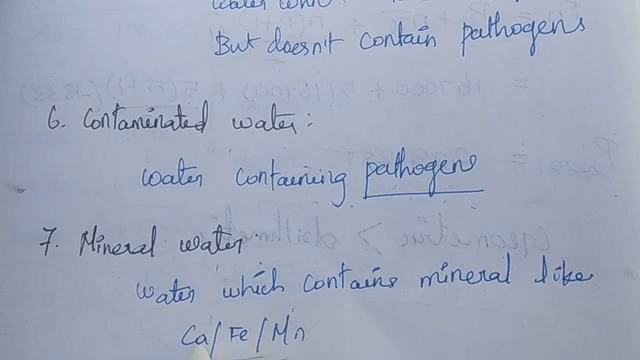 water
But doesn't contain pathogens
6. Contaminated water:
water containing pathogens
7. Mineral water
water which contains mineral like
Ca/Fe/Mn